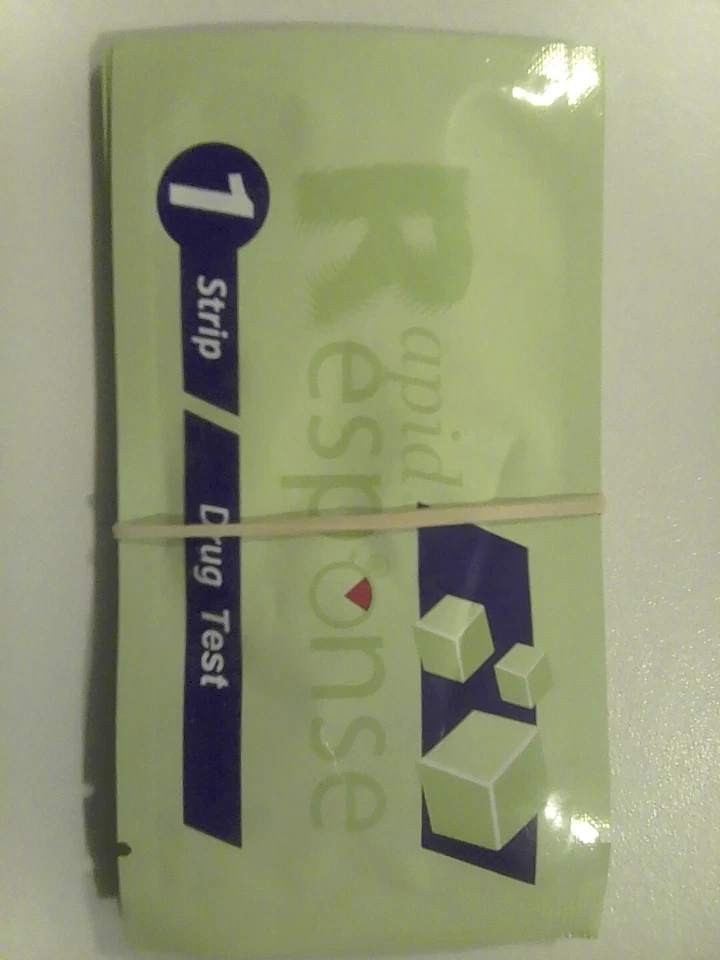 Rapid
Response
1 Strip Drug Test